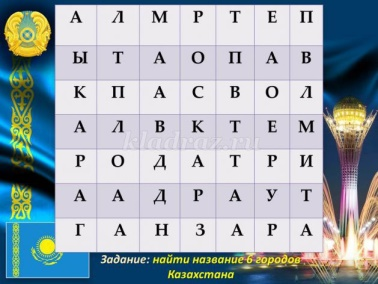 А Л М Р Т Е П
Ы Т А О П А В
К П А С В О Л
А Л В К Т Е М
kladraz.ru
Р О Д А Т Р И
А А Д Р А У Т
Г А Н З А Р А
Задание: найти название 6 городов
Казахстана